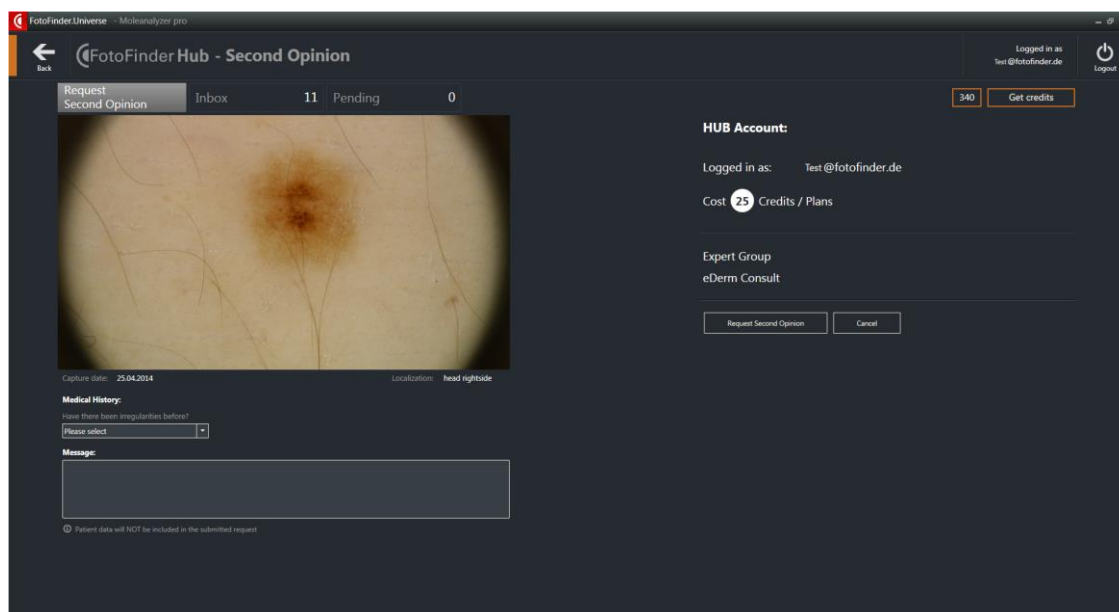 FotoFinder.Universe - Moleanalyzer pro
Back
FotoFinder Hub - Second Opinion
Logged in as
Test@fotofinder.de
Logout
Request
Second Opinion
Inbox 11 Pending 0
340 Get credits
HUB Account:
Logged in as: Test@fotofinder.de
Cost 25 Credits / Plans
Expert Group
eDerm Consult
Request Second Opinion Cancel
Capture date: 25.04.2014 Localization: head rightside
Medical History:
Have there been irregularities before?
Please select
Message:
Patient data will NOT be included in the submitted request